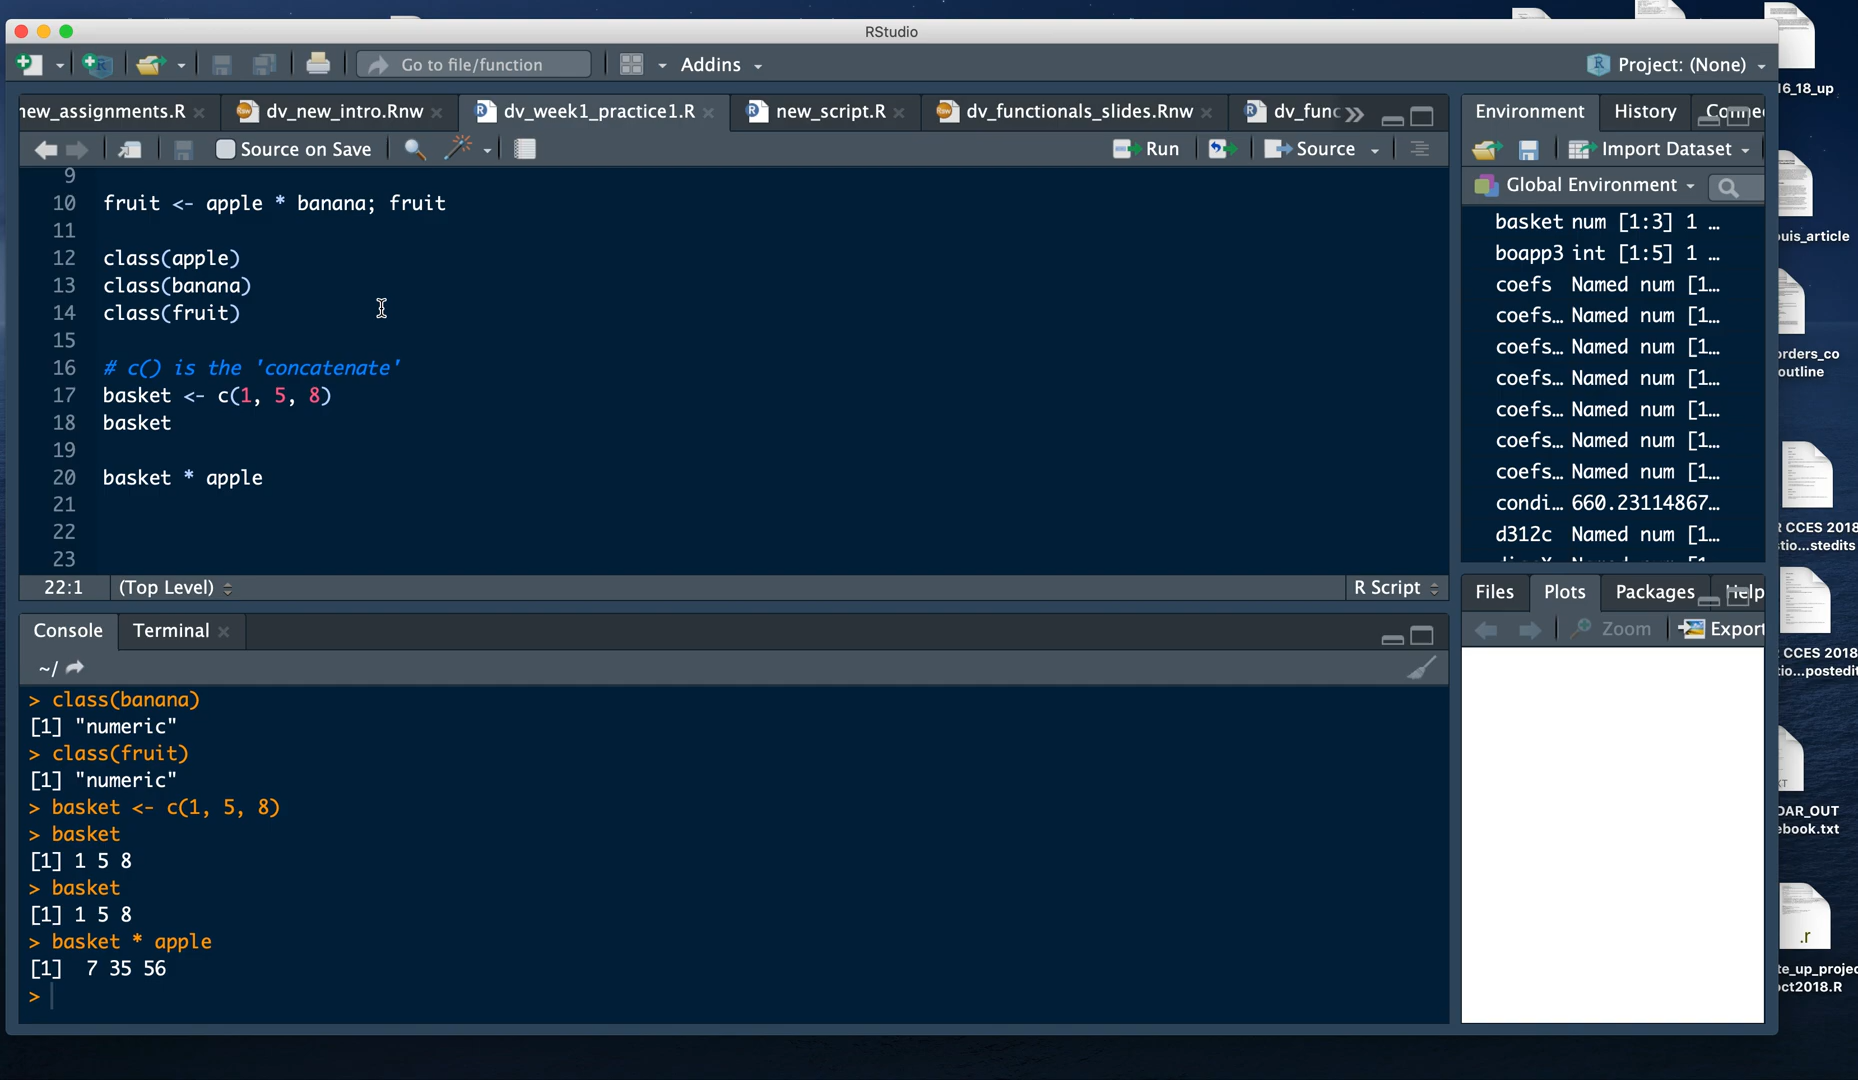 RStudio
Go to file/function
Addins
Project: (None)
new_assignments.R
dv_new_intro.Rnw
dv_week1_practice1.R
new_script.R
dv_functionals_slides.Rnw
dv_func
Source on Save
Run
Source
9
10 fruit <- apple * banana; fruit
11
12 class(apple)
13 class(banana)
14 class(fruit)
15
16 # c() is the 'concatenate'
17 basket <- c(1, 5, 8)
18 basket
19
20 basket * apple
21
22
23
22:1 (Top Level) R Script
Console Terminal
~/
> class(banana)
[1] "numeric"
> class(fruit)
[1] "numeric"
> basket <- c(1, 5, 8)
> basket
[1] 1 5 8
> basket
[1] 1 5 8
> basket * apple
[1]  7 35 56
>
Environment History
Import Dataset
Global Environment
basket num [1:3] 1 …
boapp3 int [1:5] 1 …
coefs Named num [1…
coefs… Named num [1…
coefs… Named num [1…
coefs… Named num [1…
coefs… Named num [1…
coefs… Named num [1…
coefs… Named num [1…
condi… 660.23114867…
d312c Named num [1…
Files Plots Packages Help
Zoom Export
16_18_up
uis_article
orders_co
outline
R CCES 2018
stio...stedits
CCES 2018
tio...postedit
DAR_OUT
ebook.txt
.r
te_up_projec
oct2018.R